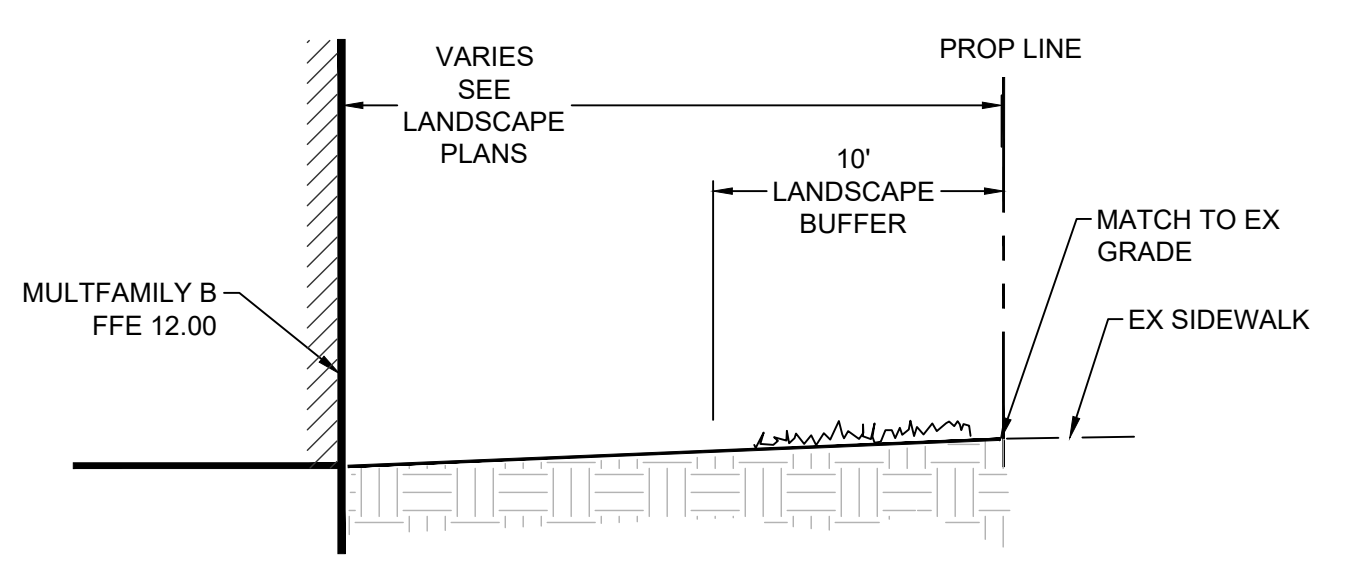 VARIES
SEE
LANDSCAPE
PLANS
PROP LINE
10'
LANDSCAPE
BUFFER
MATCH TO EX
GRADE
MULTFAMILY B
FFE 12.00
EX SIDEWALK